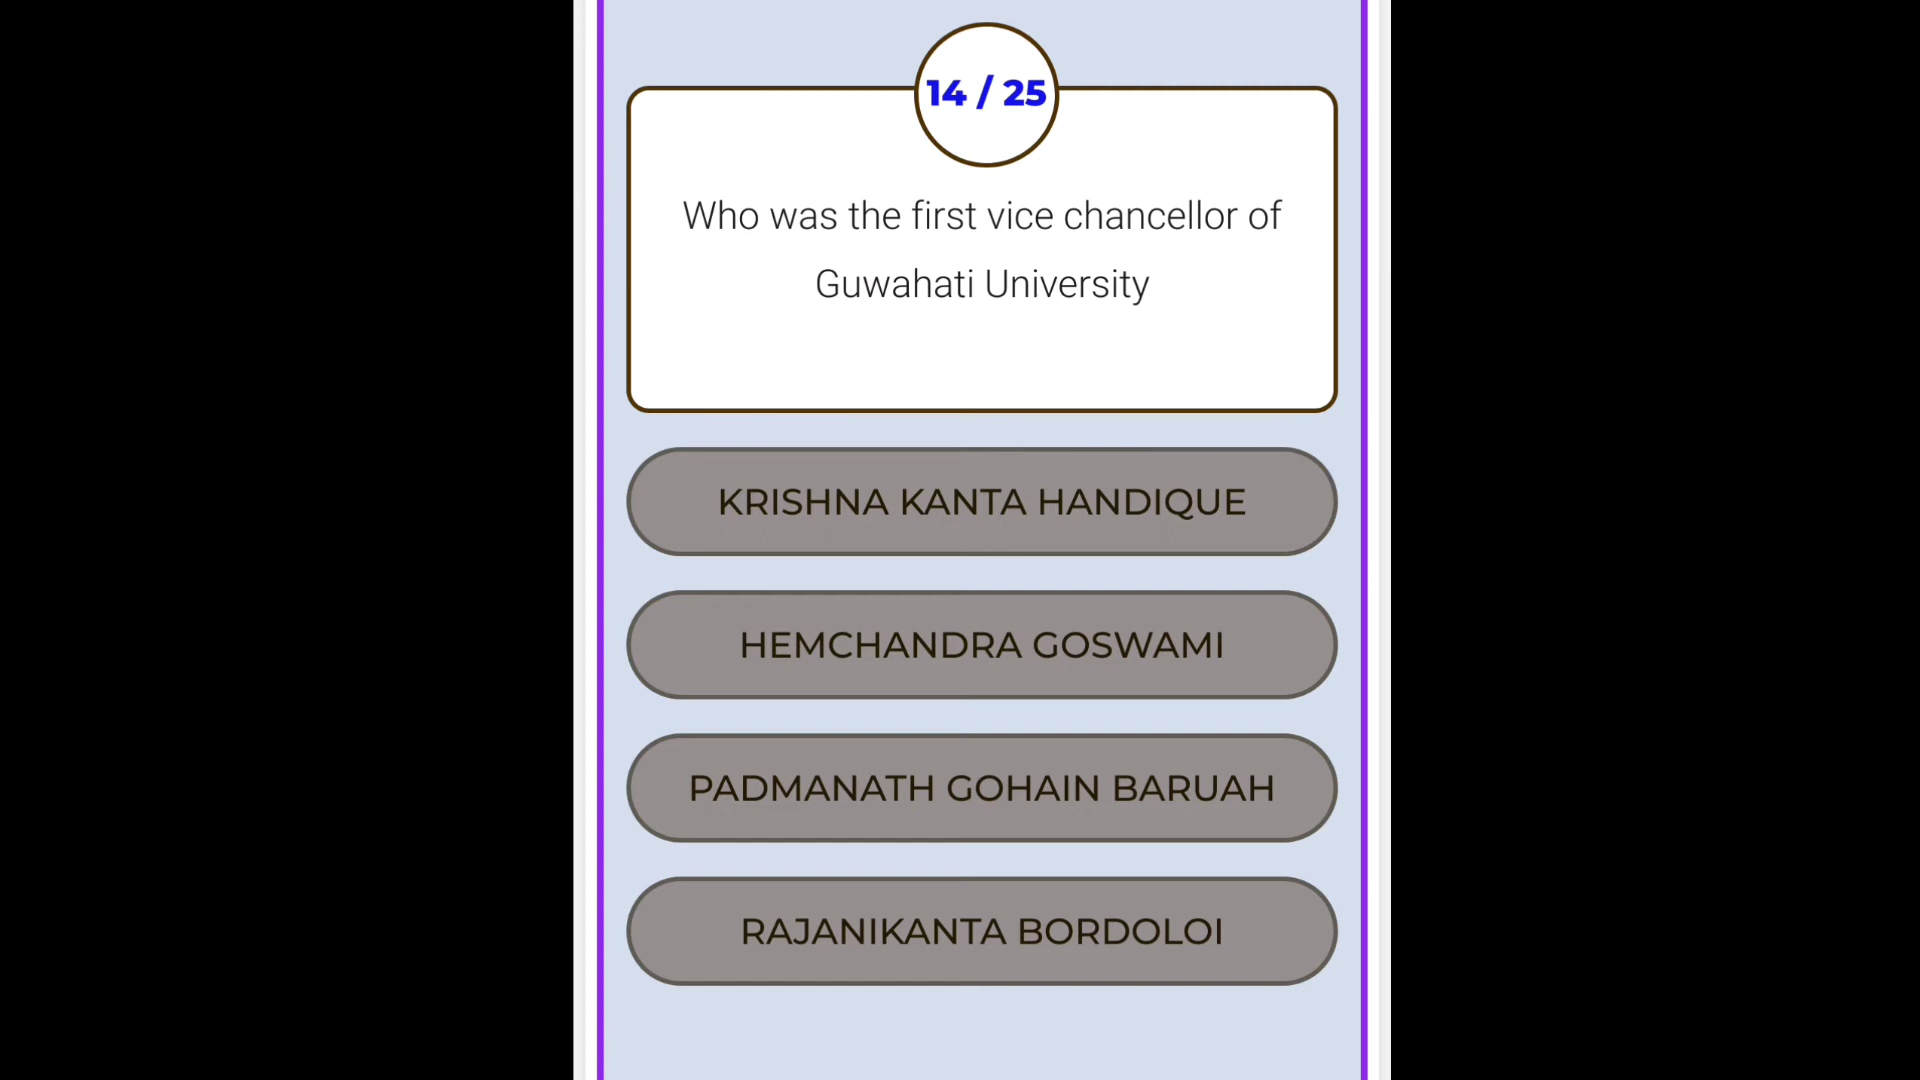 14 / 25
Who was the first vice chancellor of
Guwahati University
KRISHNA KANTA HANDIQUE
HEMCHANDRA GOSWAMI
PADMANATH GOHAIN BARUAH
RAJANIKANTA BORDOLOI